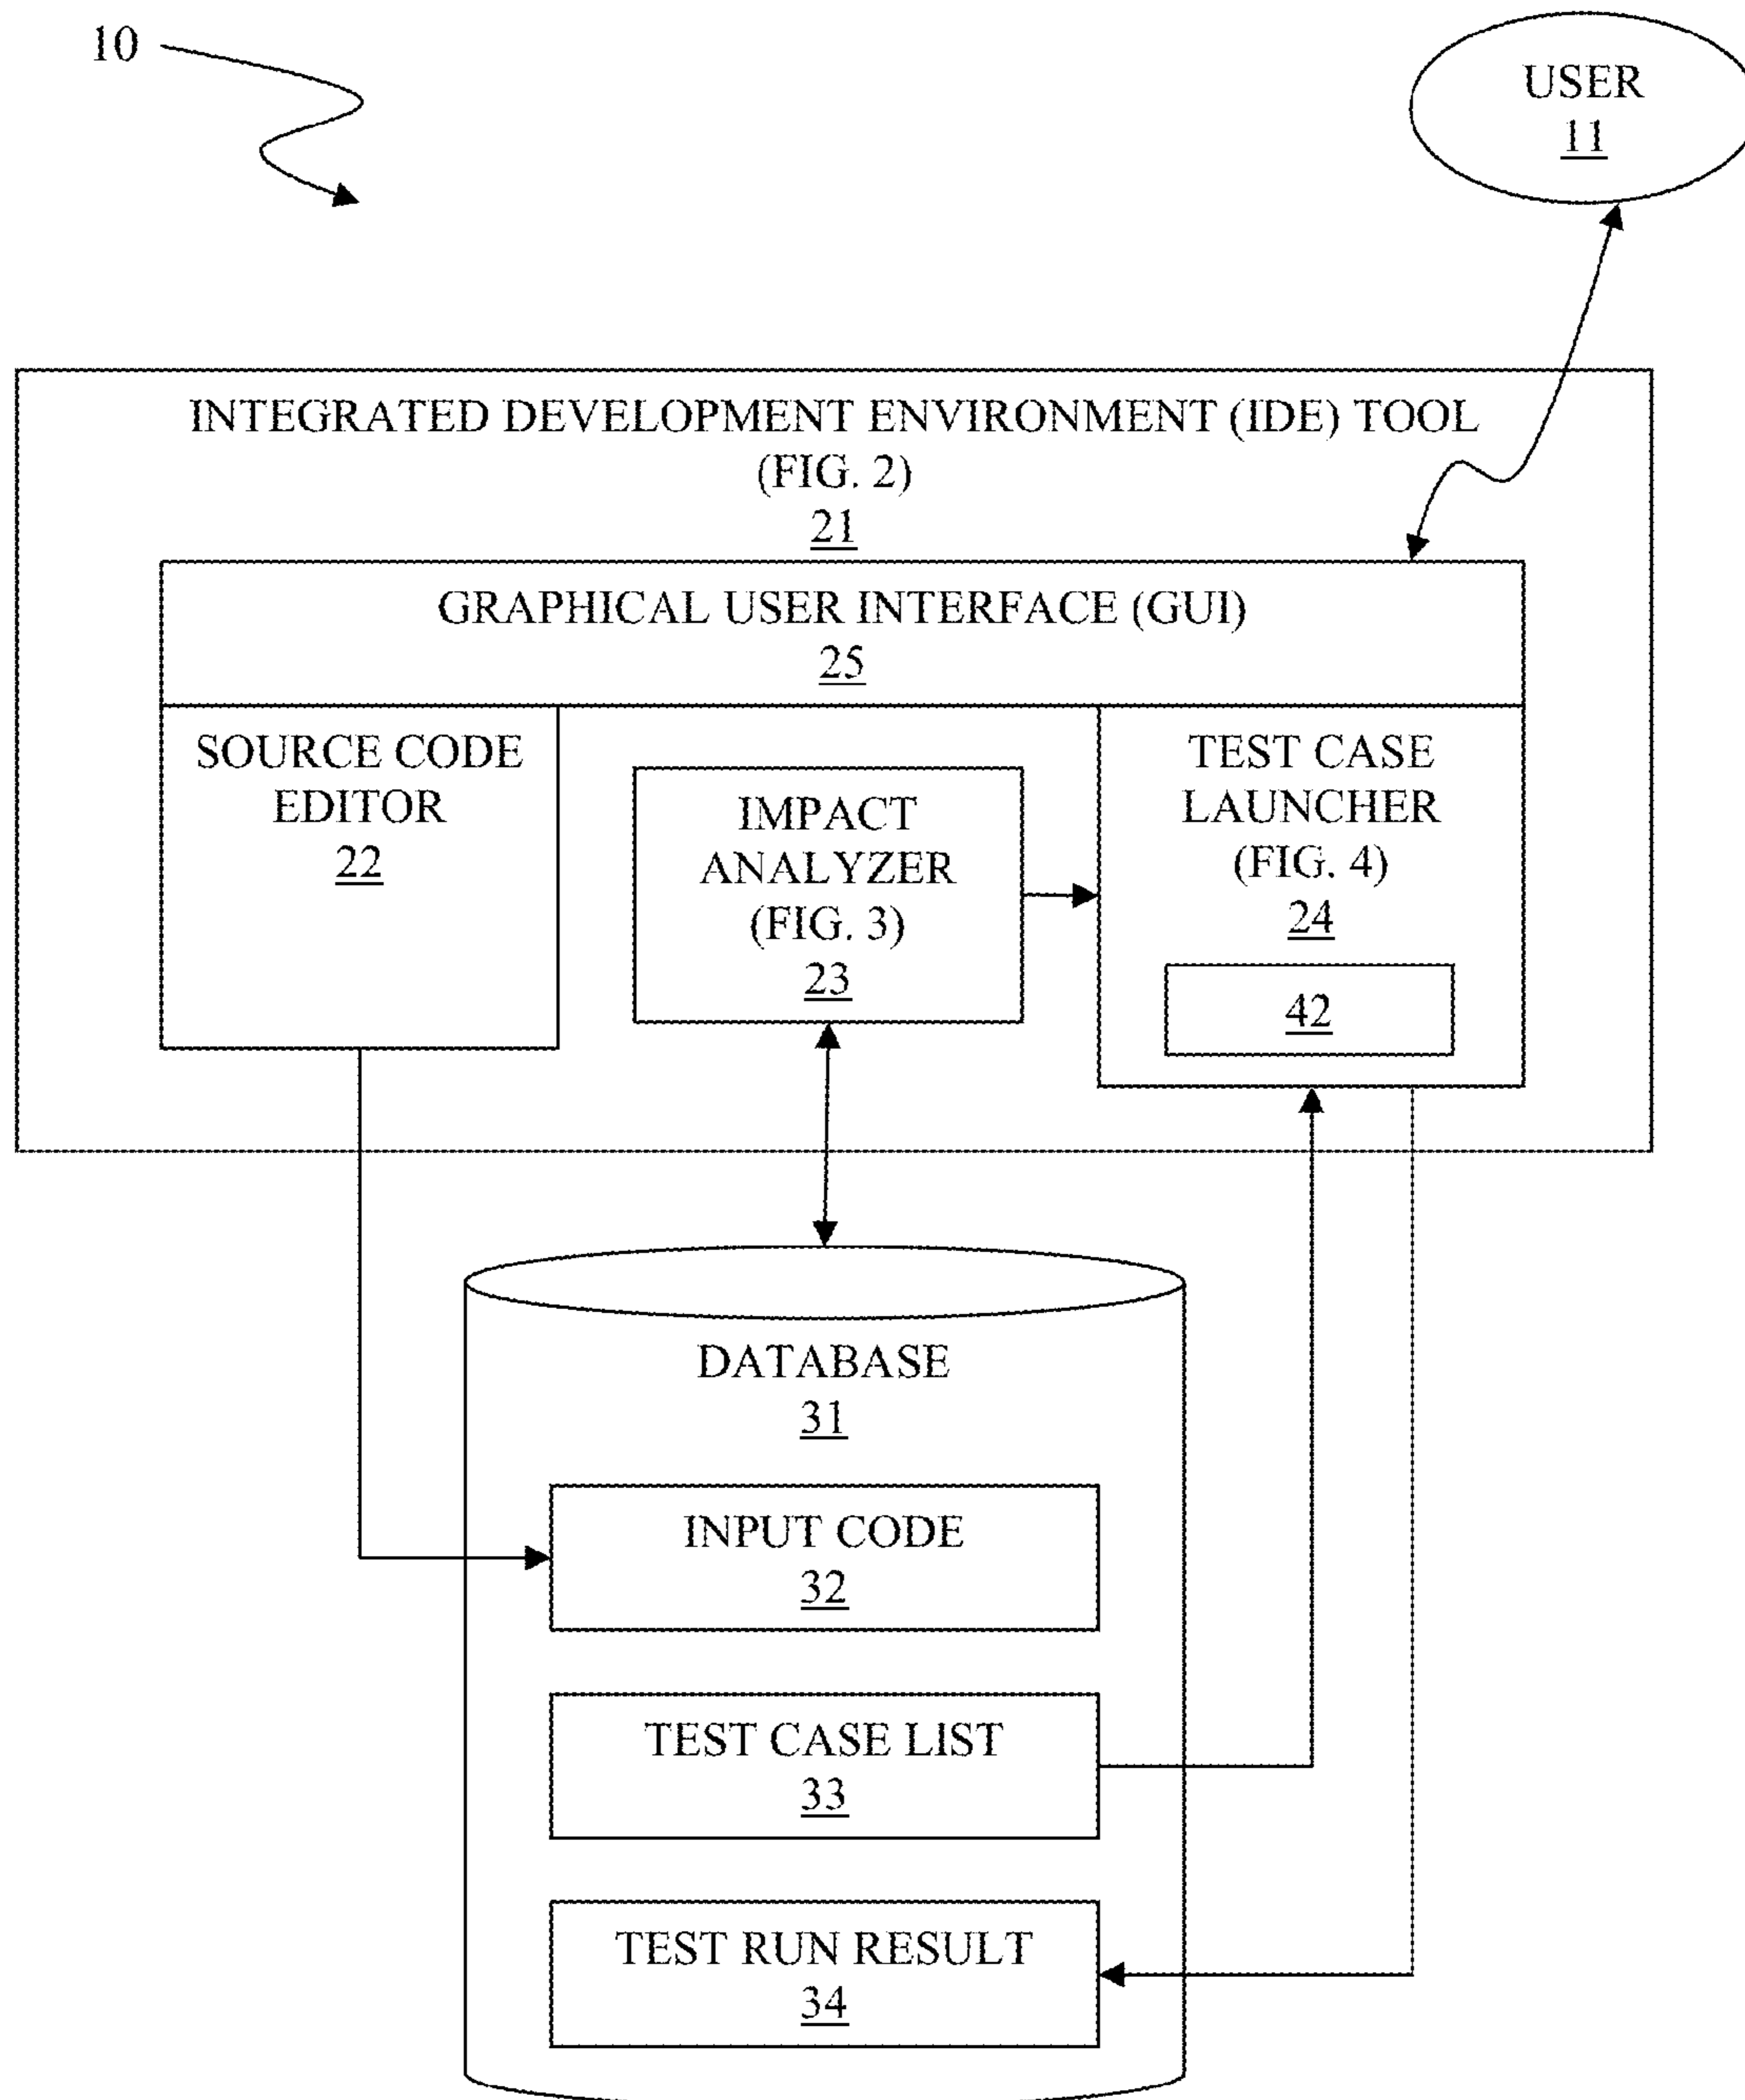 10
USER
11
INTEGRATED DEVELOPMENT ENVIRONMENT (IDE) TOOL
(FIG. 2)
21
GRAPHICAL USER INTERFACE (GUI)
25
SOURCE CODE
EDITOR
22
IMPACT
ANALYZER
(FIG. 3)
23
TEST CASE
LAUNCHER
(FIG. 4)
24
42
DATABASE
31
INPUT CODE
32
TEST CASE LIST
33
TEST RUN RESULT
34